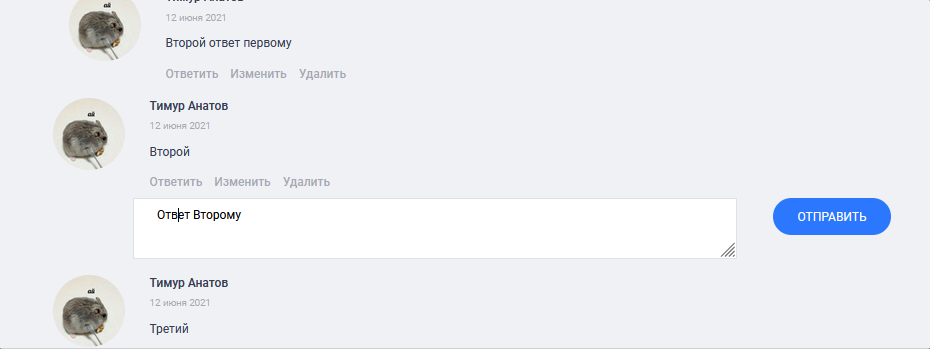 Тимур Анатов
12 июня 2021
Второй ответ первому
Ответить Изменить Удалить
ай
Тимур Анатов
12 июня 2021
Второй
Ответить Изменить Удалить
ай
Ответ Второму
ОТПРАВИТЬ
Тимур Анатов
12 июня 2021
Третий
ай